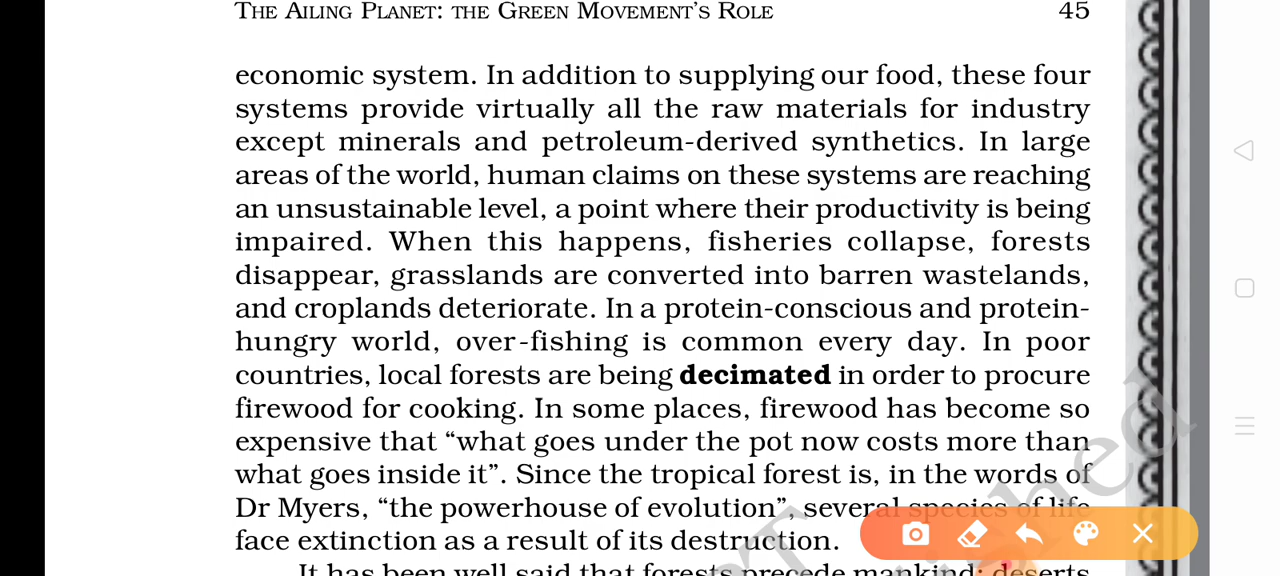 THE AILING PLANET: THE GREEN MOVEMENT'S ROLE 45
economic system. In addition to supplying our food, these four
systems provide virtually all the raw materials for industry
except minerals and petroleum-derived synthetics. In large
areas of the world, human claims on these systems are reaching
an unsustainable level, a point where their productivity is being
impaired. When this happens, fisheries collapse, forests
disappear, grasslands are converted into barren wastelands,
and croplands deteriorate. In a protein-conscious and protein-
hungry world, over-fishing is common every day. In poor
countries, local forests are being decimated in order to procure
firewood for cooking. In some places, firewood has become so
expensive that “what goes under the pot now costs more than
what goes inside it”. Since the tropical forest is, in the words of
Dr Myers, “the powerhouse of evolution”, several species of life
face extinction as a result of its destruction.
It has been well said that forests precede mankind; deserts